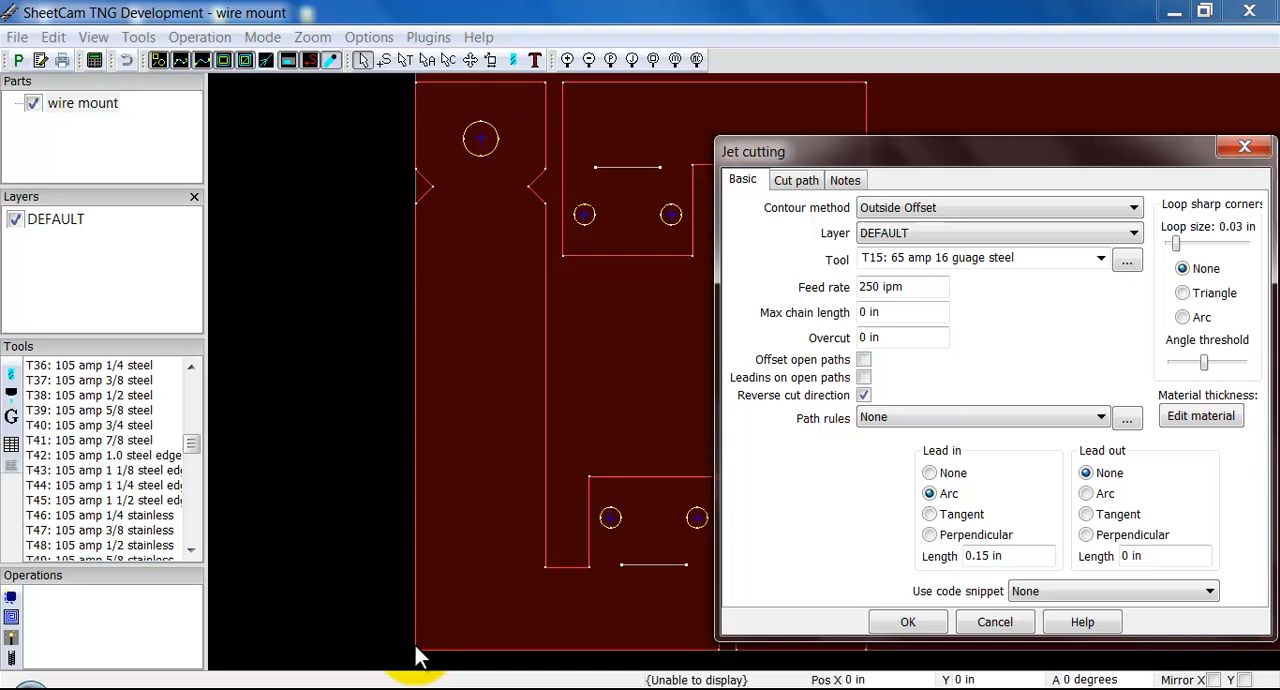 SheetCam TNG Development - wire mount
File Edit View Tools Operation Mode Zoom Options Plugins Help
Parts
wire mount
Layers
DEFAULT
Tools
T36: 105 amp 1/4 steel
T37: 105 amp 3/8 steel
T38: 105 amp 1/2 steel
T39: 105 amp 5/8 steel
T40: 105 amp 3/4 steel
T41: 105 amp 7/8 steel
T42: 105 amp 1.0 steel edge
T43: 105 amp 1 1/8 steel ed
T44: 105 amp 1 1/4 steel ed
T45: 105 amp 1 1/2 steel ed
T46: 105 amp 1/4 stainless
T47: 105 amp 3/8 stainless
T48: 105 amp 1/2 stainless
T49: 105 amp 5/8 stainless
Operations
Jet cutting
Basic Cut path Notes
Contour method Outside Offset
Layer DEFAULT
Tool T15: 65 amp 16 guage steel ...
Feed rate 250 ipm
Max chain length 0 in
Overcut 0 in
Offset open paths
Leadins on open paths
Reverse cut direction
Path rules None ...
Loop sharp corners
Loop size: 0.03 in
None
Triangle
Arc
Angle threshold
Material thickness:
Edit material
Lead in
None
Arc
Tangent
Perpendicular
Length 0.15 in
Lead out
None
Arc
Tangent
Perpendicular
Length 0 in
Use code snippet None
OK Cancel Help
{Unable to display} Pos X 0 in Y 0 in A 0 degrees Mirror X Y